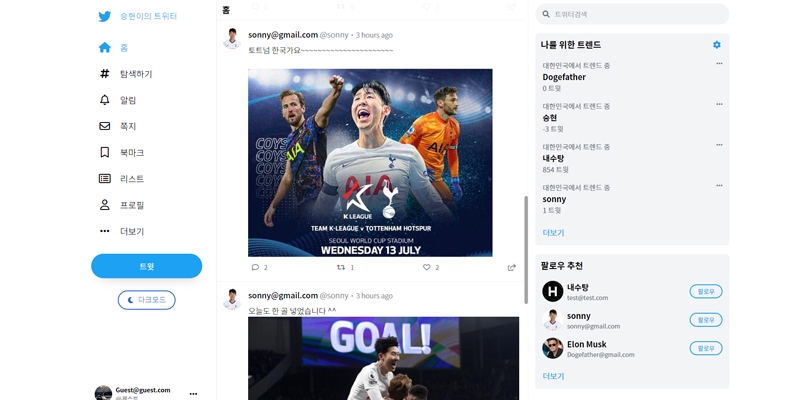 승현이의 트위터
홈
탐색하기
알림
쪽지
북마크
리스트
프로필
더보기
트윗
다크모드
Guest@guest.com
홈
sonny@gmail.com @sonny · 3 hours ago
토트넘 한국가요~~~~~~~~~~~~~~~~~~~~~~
COYS
COYS
COYS
COYS
COYS
AIA
AIA
AIA
K LEAGUE
TEAM K-LEAGUE v TOTTENHAM HOTSPUR
SEOUL WORLD CUP STADIUM
WEDNESDAY 13 JULY
2
1
2
sonny@gmail.com @sonny · 3 hours ago
오늘도 한 골 넣었습니다 ^^
GOAL!
트위터검색
나를 위한 트렌드
대한민국에서 트렌드 중
Dogefather
0 트윗
대한민국에서 트렌드 중
승현
-3 트윗
대한민국에서 트렌드 중
내수탕
854 트윗
대한민국에서 트렌드 중
sonny
1 트윗
더보기
팔로우 추천
H
내수탕
test@test.com
팔로우
sonny
sonny@gmail.com
팔로우
Elon Musk
Dogefather@gmail.com
팔로우
더보기